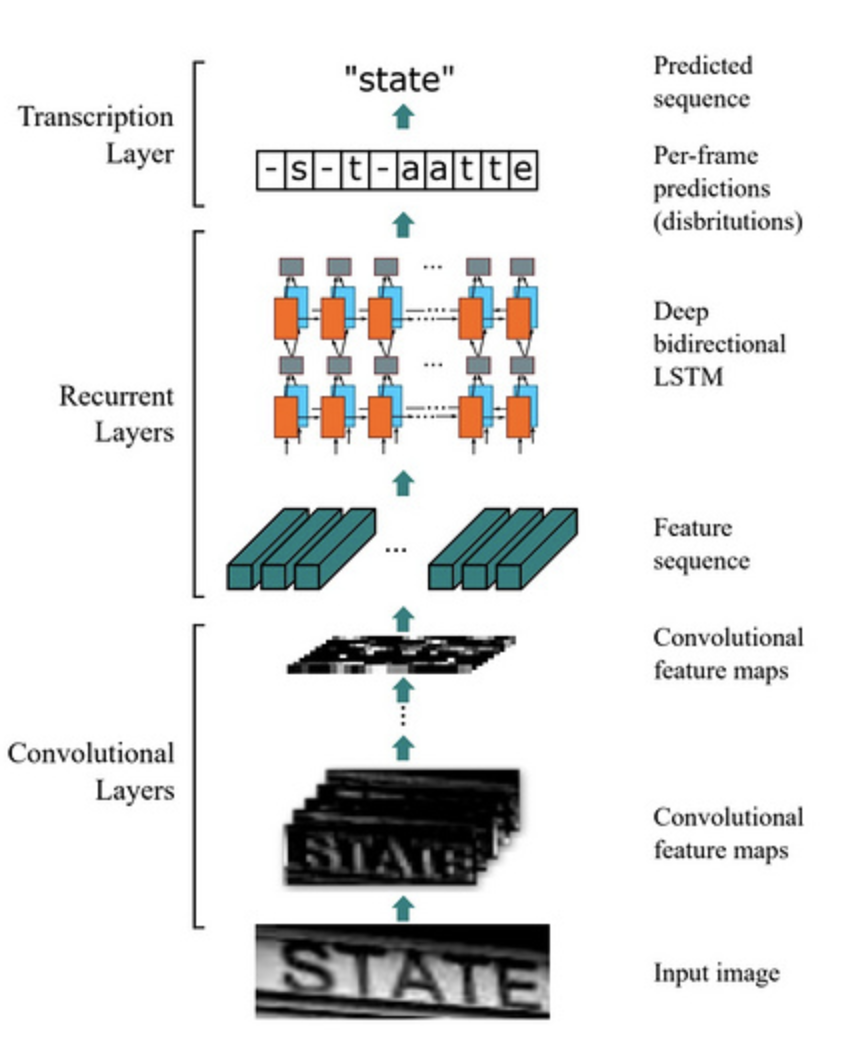 "state"
Predicted
sequence
Transcription
Layer
-s-t-aatte
Per-frame
predictions
(disbritutions)
...
Deep
bidirectional
LSTM
Recurrent
Layers
...
Feature
sequence
Convolutional
feature maps
Convolutional
Layers
STATE
Convolutional
feature maps
STATE
Input image